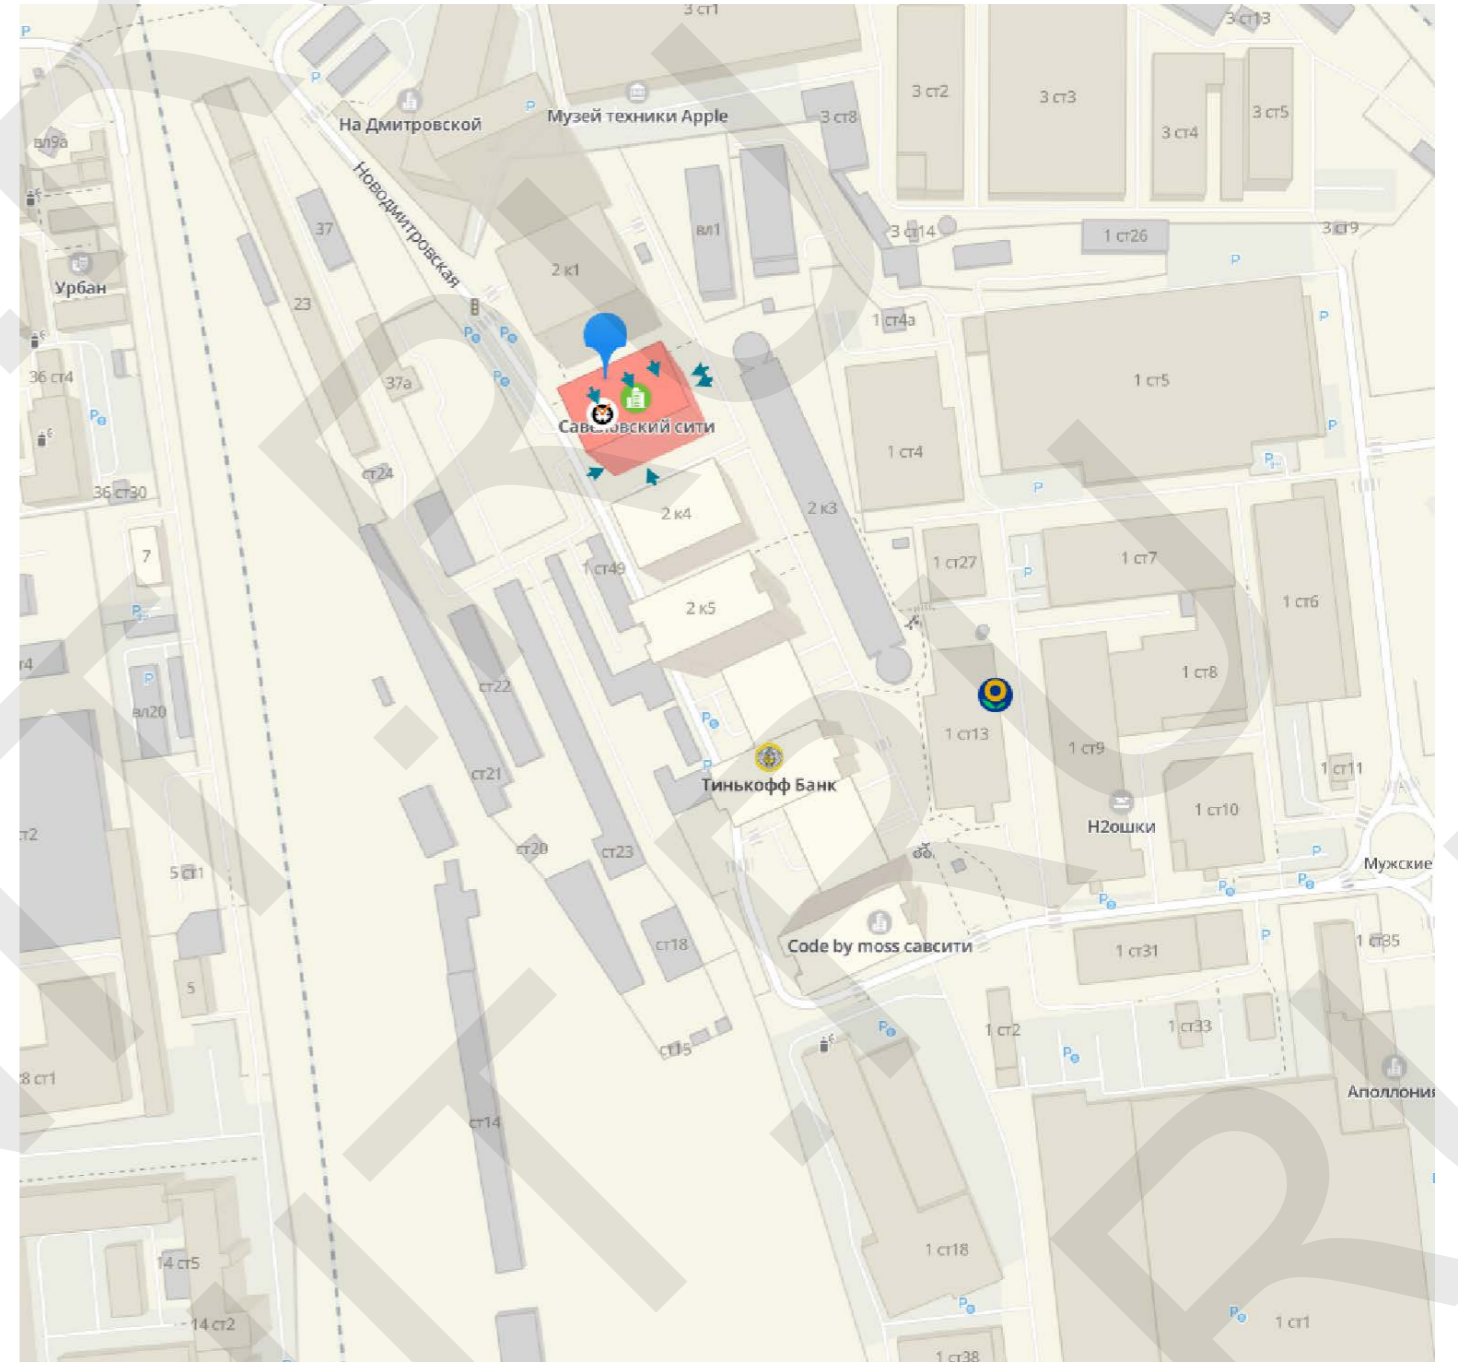 3 ст1
3 ст13
P
P
P
На Дмитровской
Музей техники Apple
3 ст8
3 ст2
3 ст3
3 ст4
3 ст5
вл9а
Новодмитровская
37
вл1
3 ст14
1 ст26
3 ст9
P
Урбан
2 к1
23
1 ст4а
P
36 ст4
37а
1 ст5
Савёловский сити
P
1 ст4
P
ст24
36 ст30
P
2 к4
2 к3
7
1 ст49
1 ст27
P
1 ст7
2 к5
1 ст6
P
ст22
1 ст8
P
вл20
1 ст13
1 ст9
P
ст21
Тинькофф Банк
1 ст11
1 ст10
Н2ошки
ст20
ст23
P
Мужские
5 ст1
ст18
Code by moss савсити
1 ст31
P
1 ст35
5
1 ст2
1 ст33
ст15
Аполлония
ст14
1 ст18
14 ст5
14 ст2
1 ст1
1 ст38